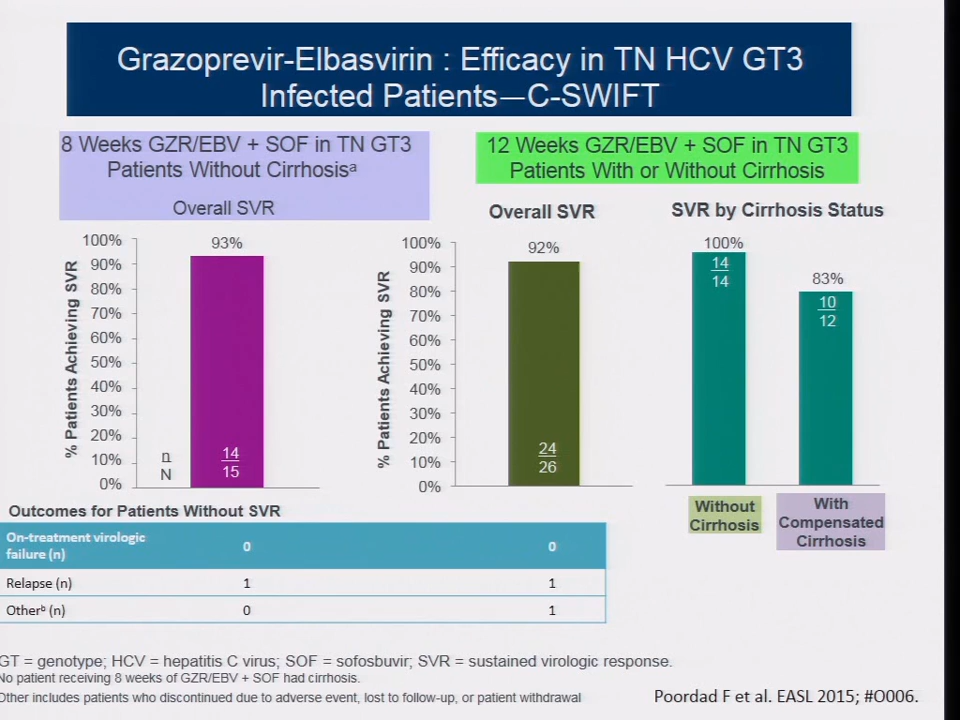 Grazoprevir-Elbasvirin : Efficacy in TN HCV GT3
Infected Patients—C-SWIFT
8 Weeks GZR/EBV + SOF in TN GT3
Patients Without Cirrhosisᵃ
Overall SVR
12 Weeks GZR/EBV + SOF in TN GT3
Patients With or Without Cirrhosis
Overall SVR
SVR by Cirrhosis Status
% Patients Achieving SVR
100%
90%
80%
70%
60%
50%
40%
30%
20%
10%
0%
93%
n
N
14
15
% Patients Achieving SVR
100%
90%
80%
70%
60%
50%
40%
30%
20%
10%
0%
92%
24
26
100%
14
14
83%
10
12
Without
Cirrhosis
With
Compensated
Cirrhosis
Outcomes for Patients Without SVR
On-treatment virologic
failure (n) 0 0
Relapse (n) 1 1
Otherᵇ (n) 0 1
GT = genotype; HCV = hepatitis C virus; SOF = sofosbuvir; SVR = sustained virologic response.
No patient receiving 8 weeks of GZR/EBV + SOF had cirrhosis.
Other includes patients who discontinued due to adverse event, lost to follow-up, or patient withdrawal
Poordad F et al. EASL 2015; #O006.